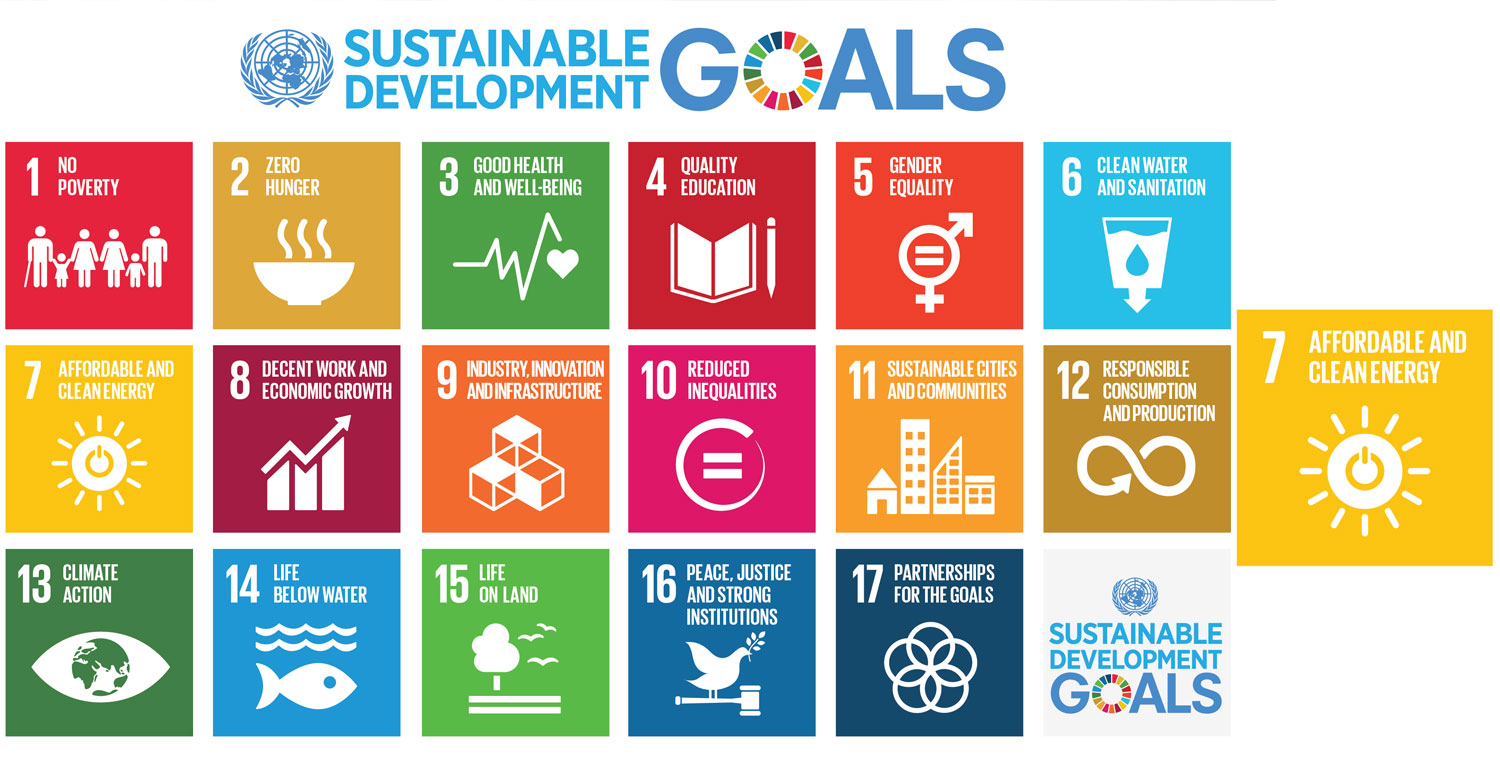 SUSTAINABLE
DEVELOPMENT
GOALS
1 NO
POVERTY
2 ZERO
HUNGER
3 GOOD HEALTH
AND WELL-BEING
4 QUALITY
EDUCATION
5 GENDER
EQUALITY
6 CLEAN WATER
AND SANITATION
7 AFFORDABLE AND
CLEAN ENERGY
8 DECENT WORK AND
ECONOMIC GROWTH
9 INDUSTRY, INNOVATION
AND INFRASTRUCTURE
10 REDUCED
INEQUALITIES
11 SUSTAINABLE CITIES
AND COMMUNITIES
12 RESPONSIBLE
CONSUMPTION
AND PRODUCTION
7 AFFORDABLE AND
CLEAN ENERGY
13 CLIMATE
ACTION
14 LIFE
BELOW WATER
15 LIFE
ON LAND
16 PEACE, JUSTICE
AND STRONG
INSTITUTIONS
17 PARTNERSHIPS
FOR THE GOALS
SUSTAINABLE
DEVELOPMENT
GOALS